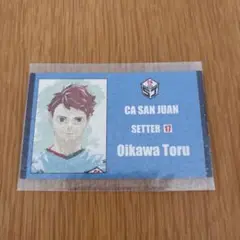 CA SAN JUAN
SETTER 17
Oikawa Toru